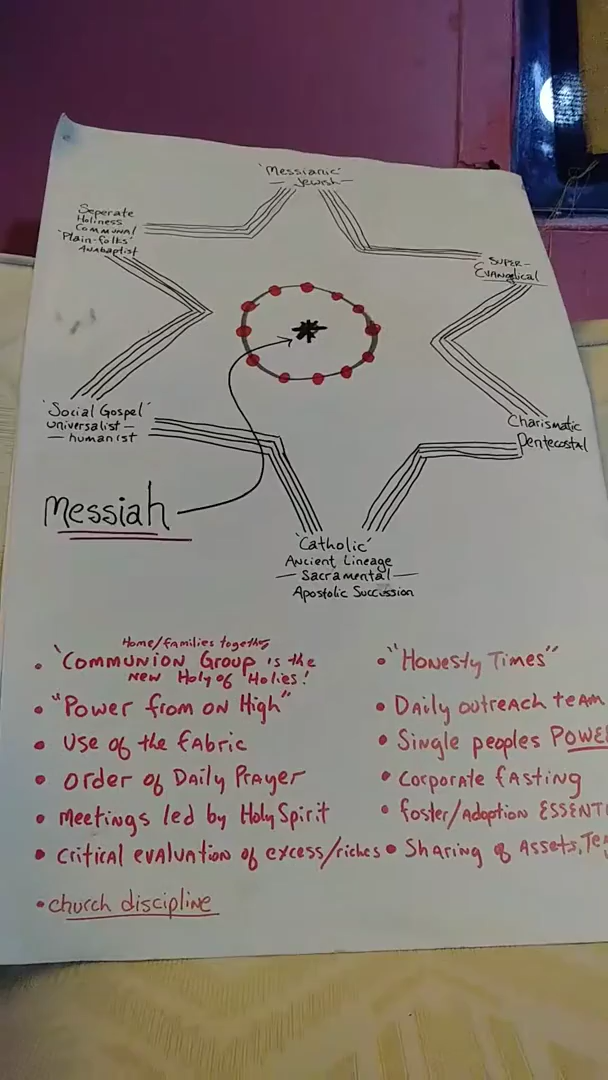 'Messianic'
— Jewish—
Seperate
Holiness
Communal
'Plain-folks'
Anabaptist
SUPER-
Evangelical
'Social Gospel'
universalist—
— humanist
Charismatic
Pentecostal
Messiah
'Catholic'
Ancient Lineage
— Sacramental —
Apostolic Succussion
Home/families together
• "Communion Group is the
new Holy of Holies!
• "Power from on High"
• Use of the fabric
• Order of Daily Prayer
• Meetings led by Holy Spirit
• Critical evaluation of excess/riches
• church discipline
• "Honesty Times"
• Daily outreach team
• Single peoples POWE
• Corporate fasting
• foster/Adoption ESSENTI
• Sharing of Assets,